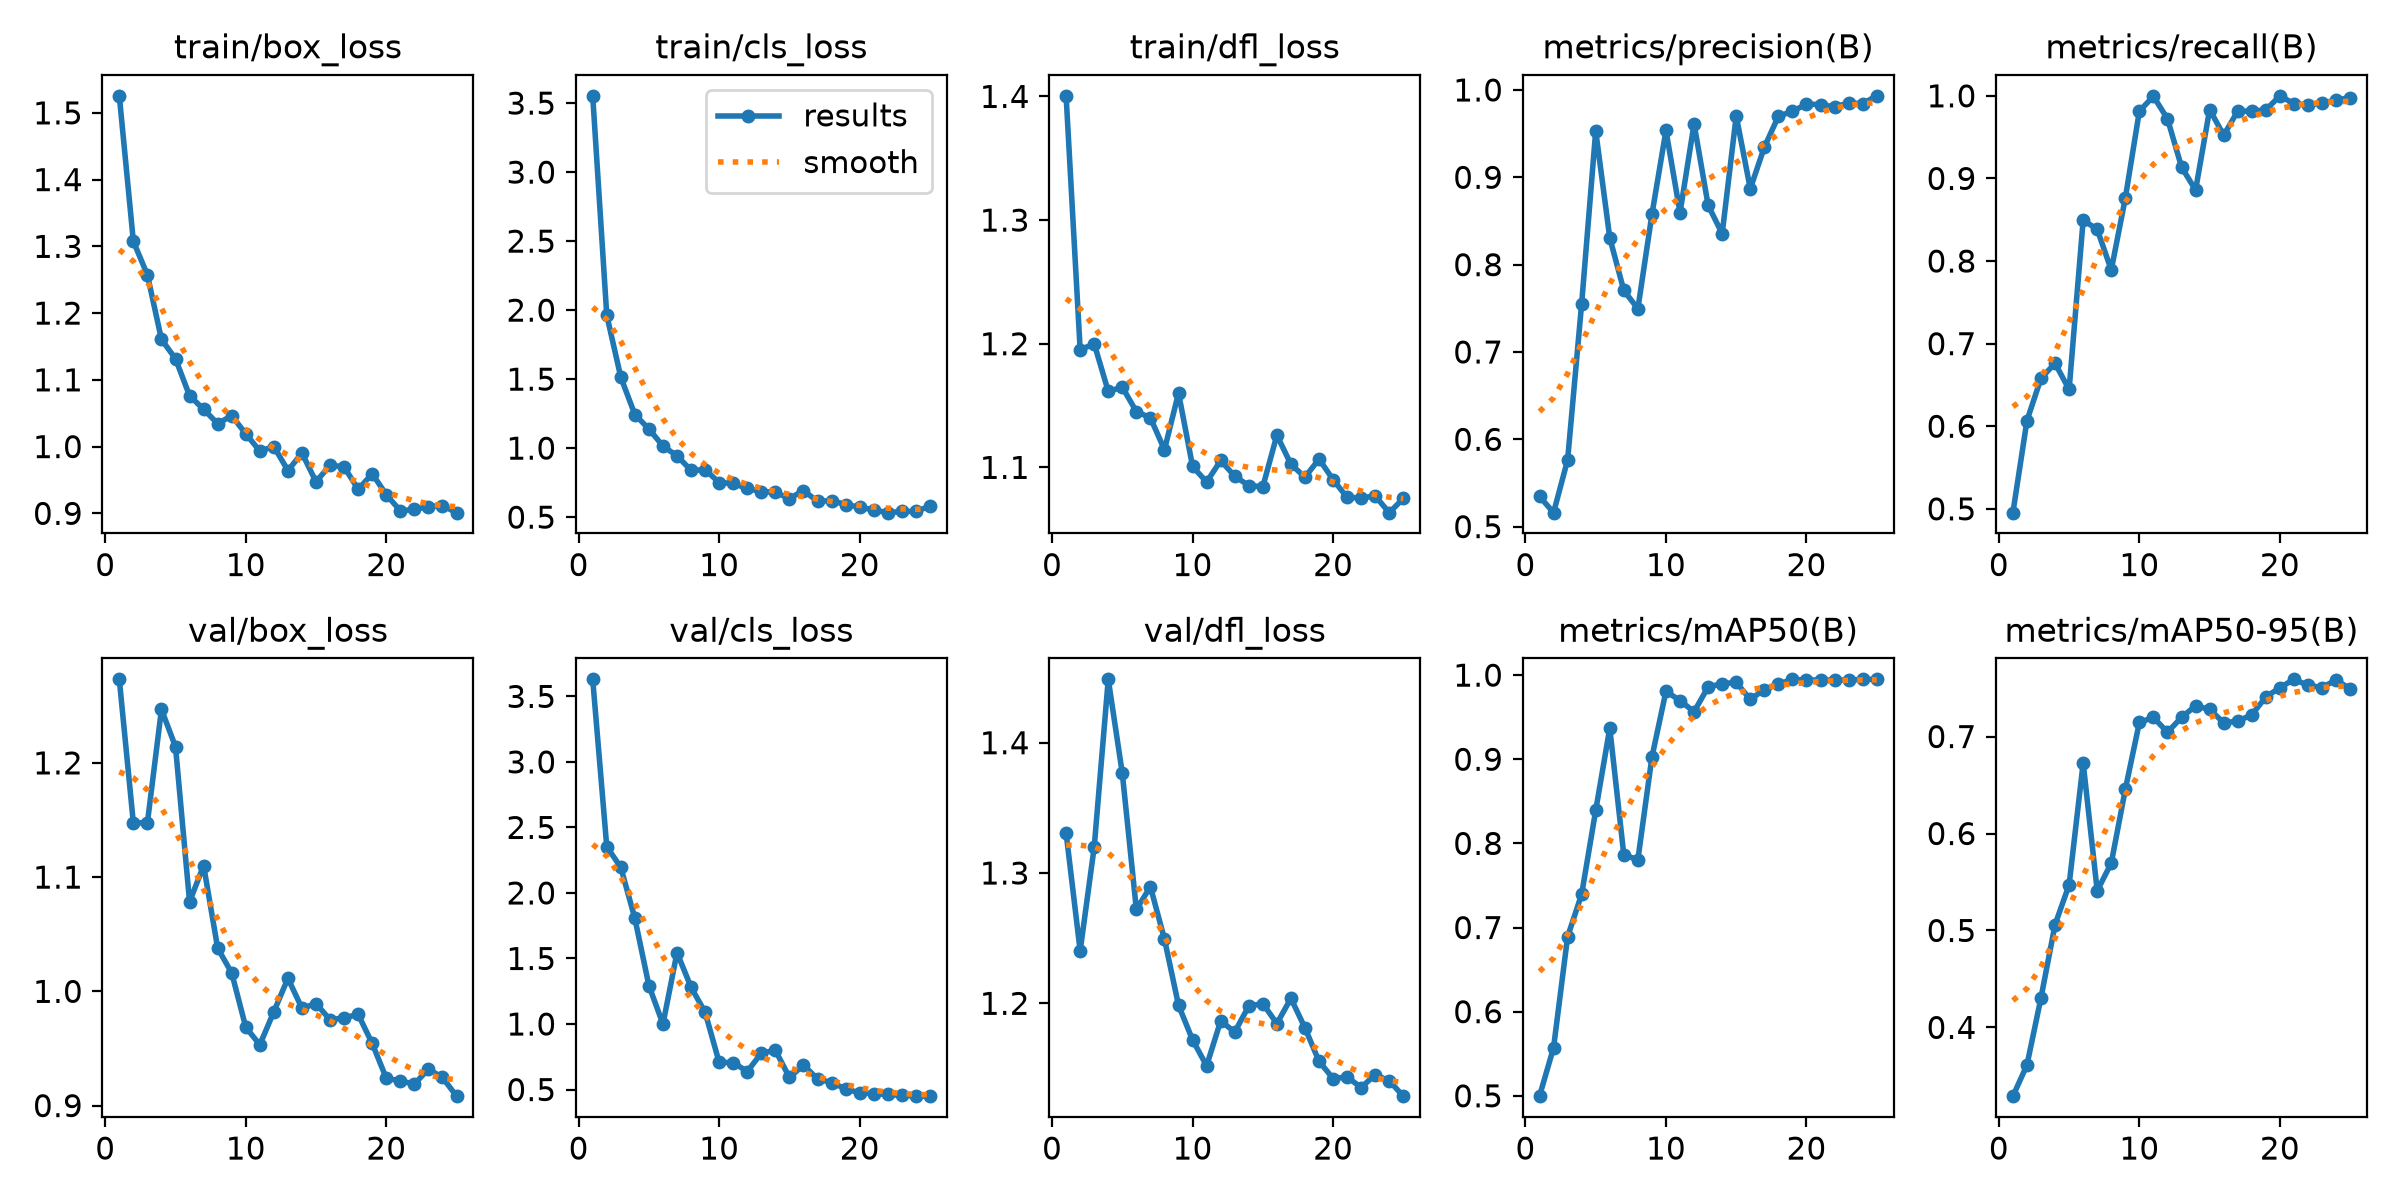 train/box_loss
1.5
1.4
1.3
1.2
1.1
1.0
0.9
0 10 20
train/cls_loss
results
smooth
3.5
3.0
2.5
2.0
1.5
1.0
0.5
0 10 20
train/dfl_loss
1.4
1.3
1.2
1.1
0 10 20
metrics/precision(B)
1.0
0.9
0.8
0.7
0.6
0.5
0 10 20
metrics/recall(B)
1.0
0.9
0.8
0.7
0.6
0.5
0 10 20
val/box_loss
1.2
1.1
1.0
0.9
0 10 20
val/cls_loss
3.5
3.0
2.5
2.0
1.5
1.0
0.5
0 10 20
val/dfl_loss
1.4
1.3
1.2
0 10 20
metrics/mAP50(B)
1.0
0.9
0.8
0.7
0.6
0.5
0 10 20
metrics/mAP50-95(B)
0.7
0.6
0.5
0.4
0 10 20